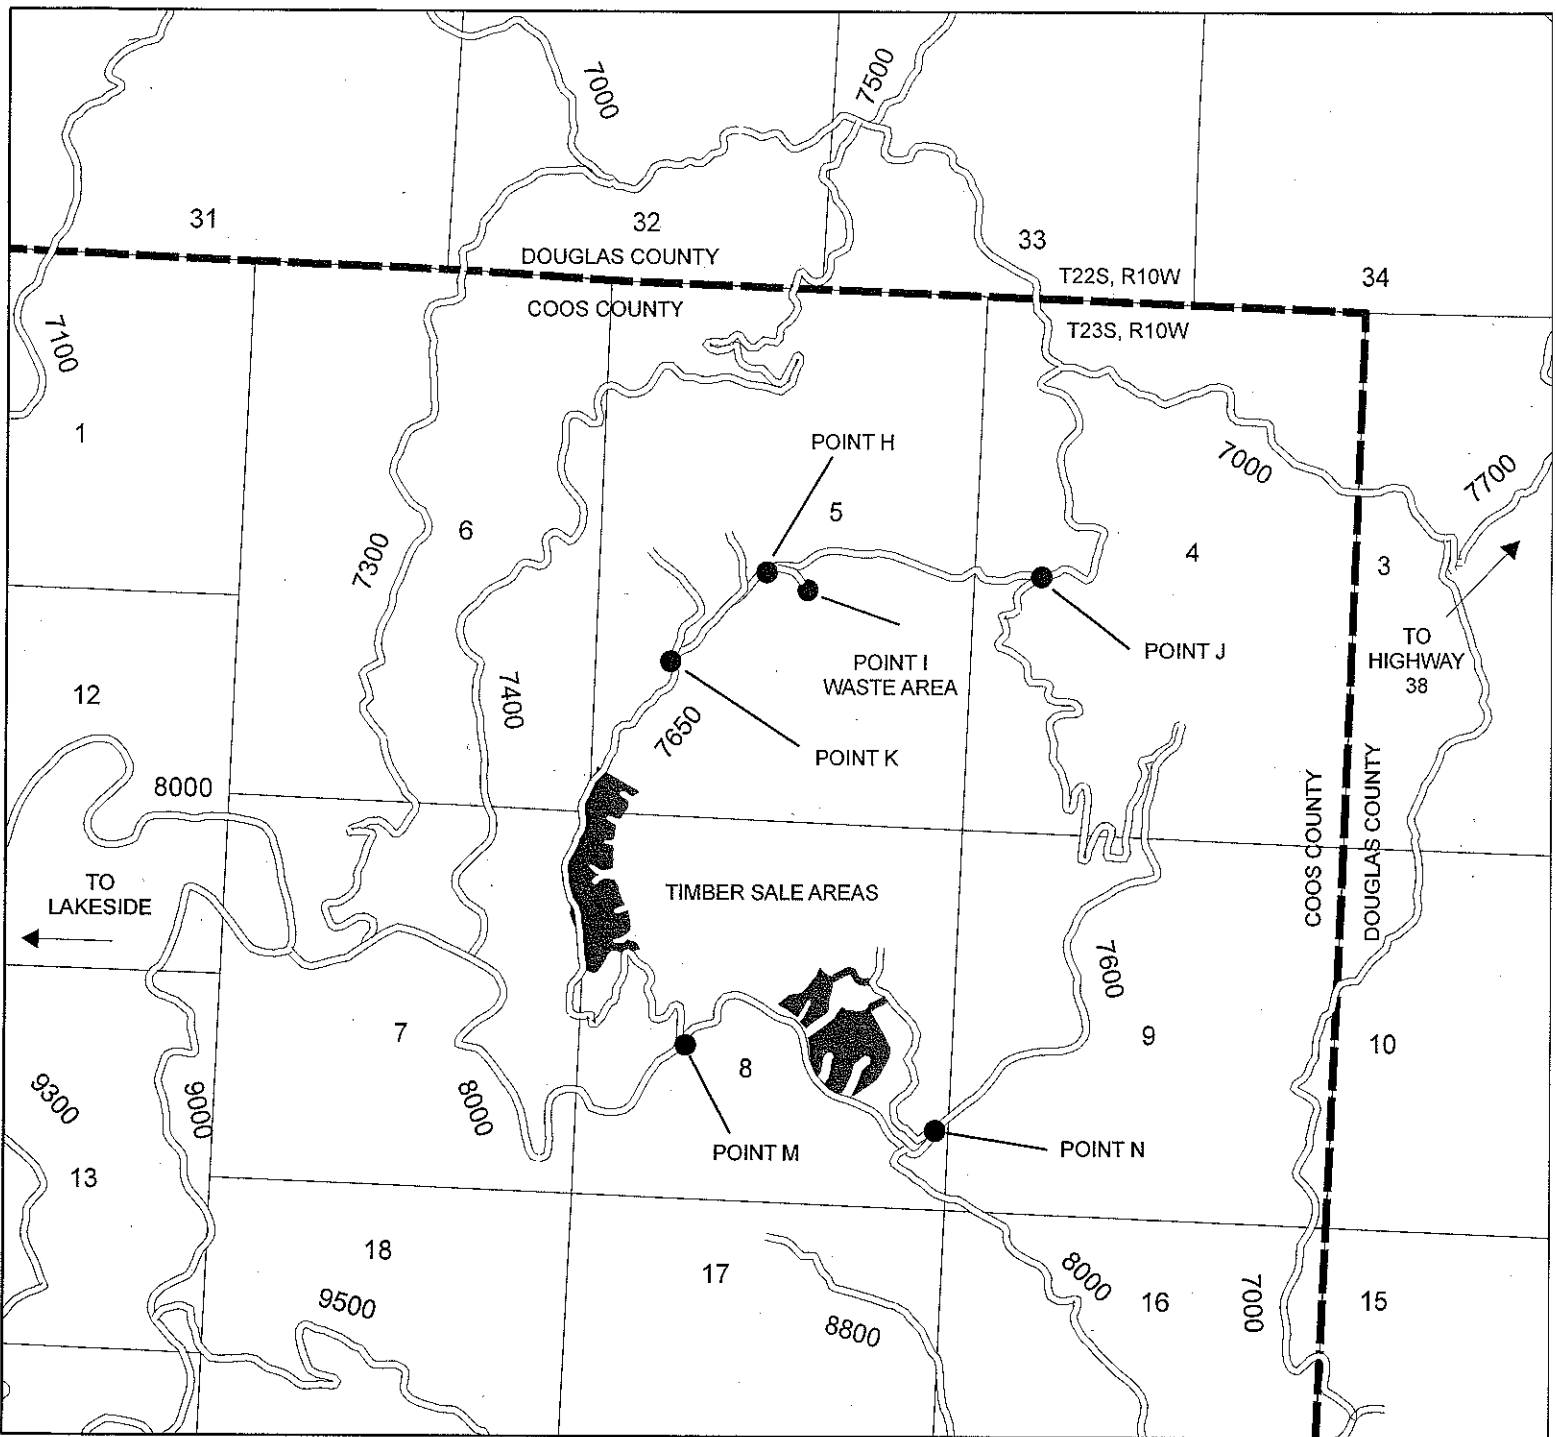 7000
7500
31
32
33
DOUGLAS COUNTY
T22S, R10W
34
COOS COUNTY
T23S, R10W
7100
1
POINT H
7000
7700
5
6
4
3
7300
TO
HIGHWAY
38
POINT J
POINT I
WASTE AREA
12
7400
7650
POINT K
8000
COOS COUNTY
DOUGLAS COUNTY
TO
LAKESIDE
TIMBER SALE AREAS
7600
7
9
10
8
9300
9000
8000
POINT M
POINT N
13
18
17
8000
9500
16
7000
15
8800